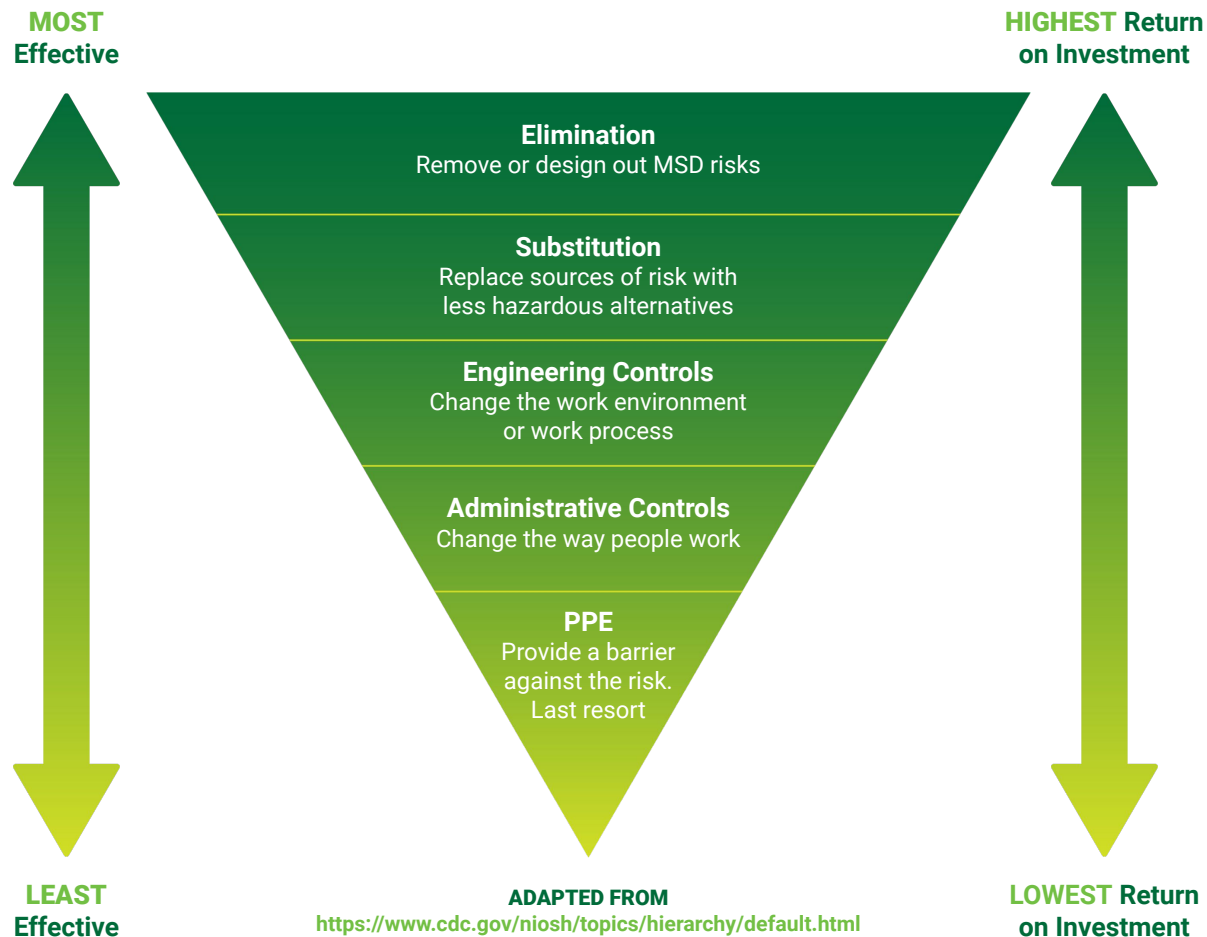 MOST
Effective
HIGHEST Return
on Investment
Elimination
Remove or design out MSD risks
Substitution
Replace sources of risk with
less hazardous alternatives
Engineering Controls
Change the work environment
or work process
Administrative Controls
Change the way people work
PPE
Provide a barrier
against the risk.
Last resort
LEAST
Effective
ADAPTED FROM
https://www.cdc.gov/niosh/topics/hierarchy/default.html
LOWEST Return
on Investment